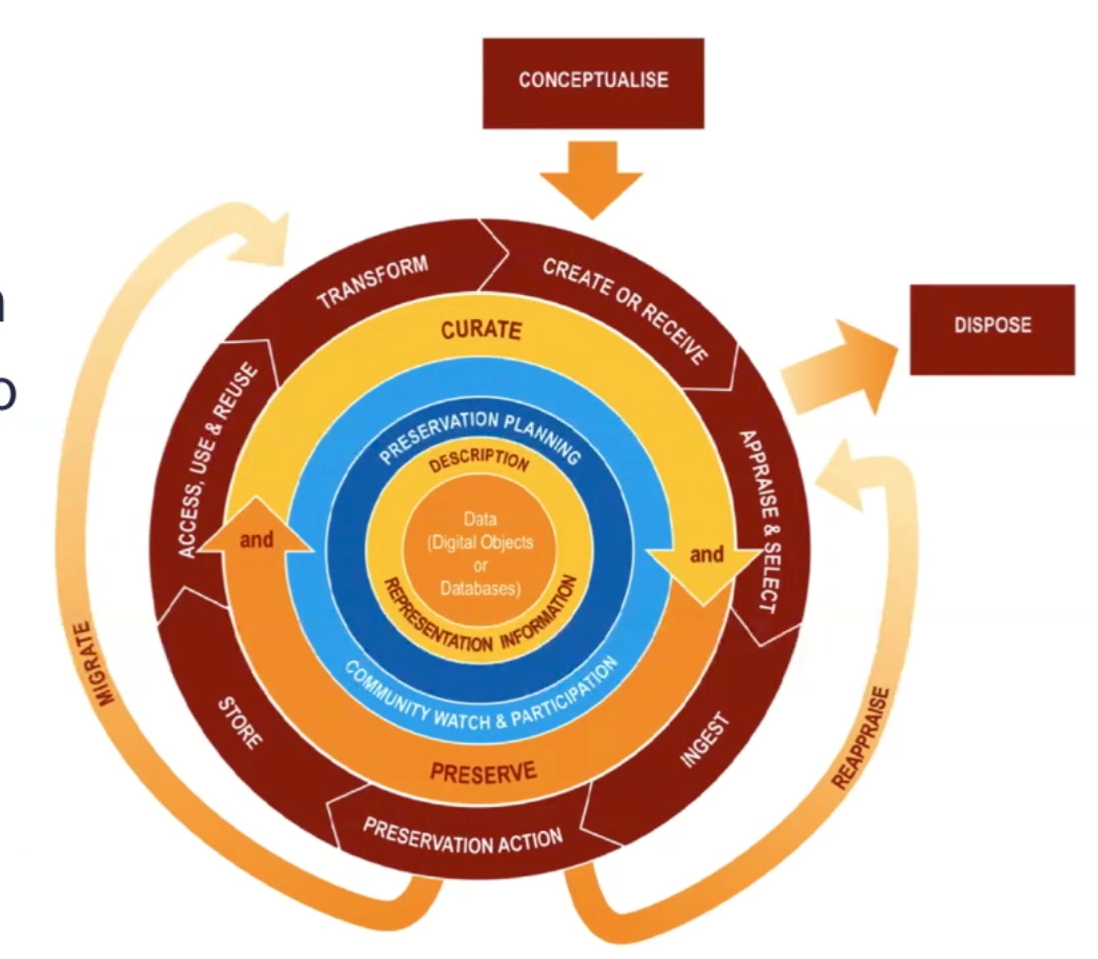 CONCEPTUALISE
DISPOSE
TRANSFORM
CREATE OR RECEIVE
APPRAISE & SELECT
INGEST
PRESERVATION ACTION
STORE
ACCESS, USE & REUSE
CURATE
and
PRESERVE
and
COMMUNITY WATCH & PARTICIPATION
PRESERVATION PLANNING
DESCRIPTION
REPRESENTATION INFORMATION
Data
(Digital Objects
or
Databases)
MIGRATE
REAPPRAISE